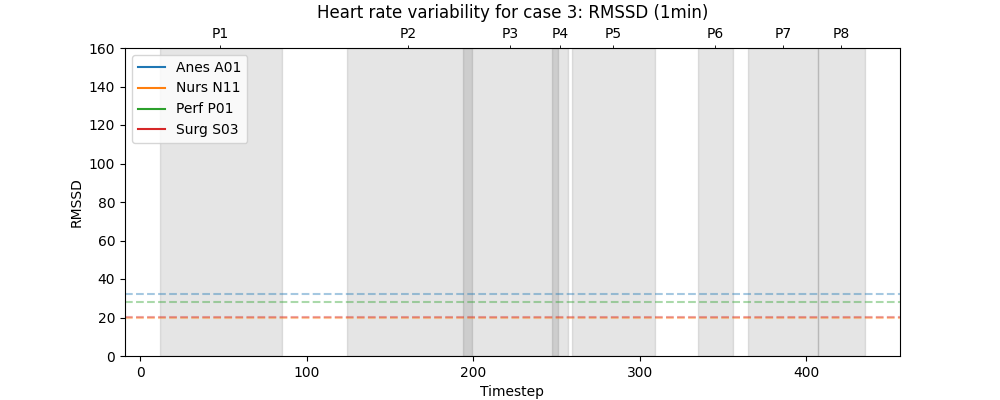 Heart rate variability for case 3: RMSSD (1min)
P1 P2 P3 P4 P5 P6 P7 P8
160
140
120
100
80
60
40
20
0
RMSSD
Anes A01
Nurs N11
Perf P01
Surg S03
0 100 200 300 400
Timestep